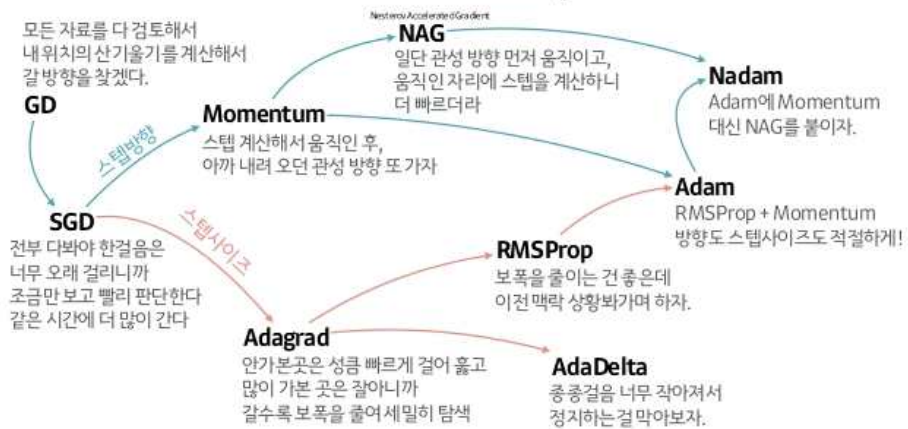 Nesterov Accelerated Gradient
NAG
일단 관성 방향 먼저 움직이고,
움직인 자리에 스텝을 계산하니
더 빠르더라
모든 자료를 다 검토해서
내 위치의 산기울기를 계산해서
갈 방향을 찾겠다.
GD
Nadam
Adam에 Momentum
대신 NAG를 붙이자.
Momentum
스텝 계산해서 움직인 후,
아까 내려 오던 관성 방향 또 가자
스텝방향
Adam
RMSProp + Momentum
방향도 스텝사이즈도 적절하게!
SGD
전부 다봐야 한걸음은
너무 오래 걸리니까
조금만 보고 빨리 판단한다
같은 시간에 더 많이 간다
스텝사이즈
RMSProp
보폭을 줄이는 건 좋은데
이전 맥락 상황봐가며 하자.
Adagrad
안가본곳은 성큼 빠르게 걸어 훑고
많이 가본 곳은 잘아니까
갈수록 보폭을 줄여 세밀히 탐색
AdaDelta
종종걸음 너무 작아져서
정지하는걸 막아보자.